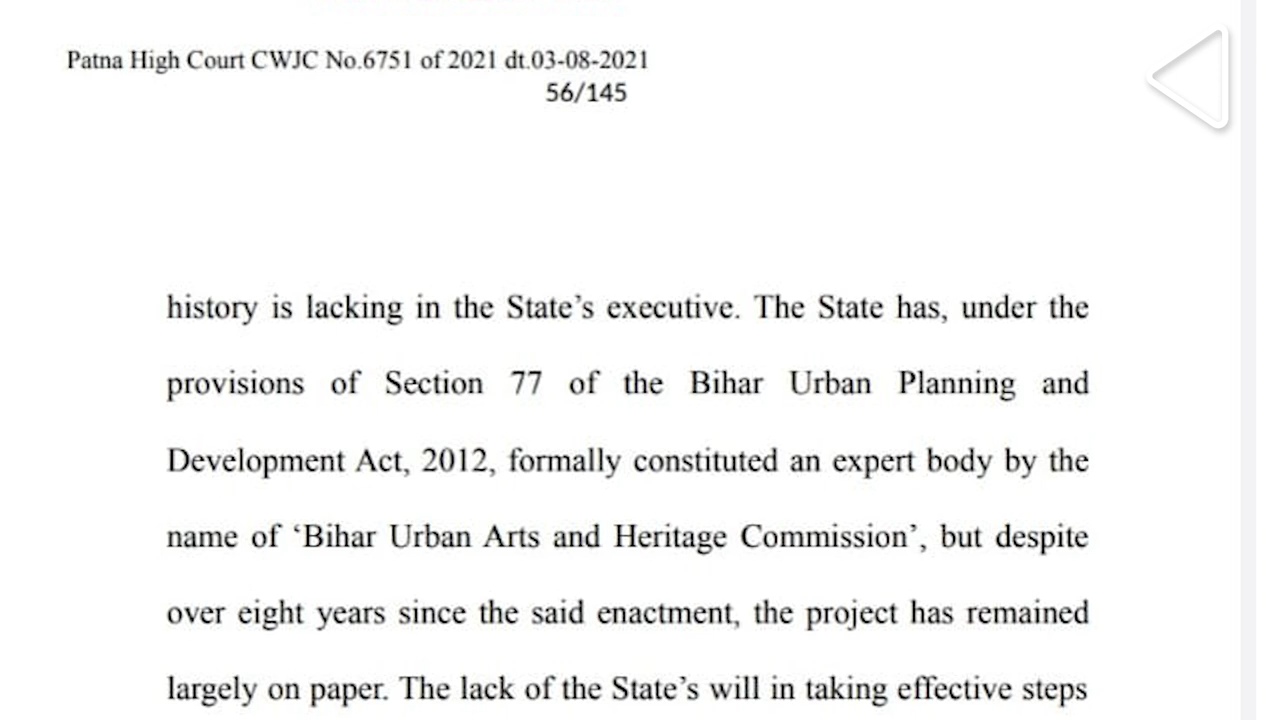 Patna High Court CWJC No.6751 of 2021 dt.03-08-2021
56/145
history is lacking in the State’s executive. The State has, under the
provisions of Section 77 of the Bihar Urban Planning and
Development Act, 2012, formally constituted an expert body by the
name of ‘Bihar Urban Arts and Heritage Commission’, but despite
over eight years since the said enactment, the project has remained
largely on paper. The lack of the State’s will in taking effective steps